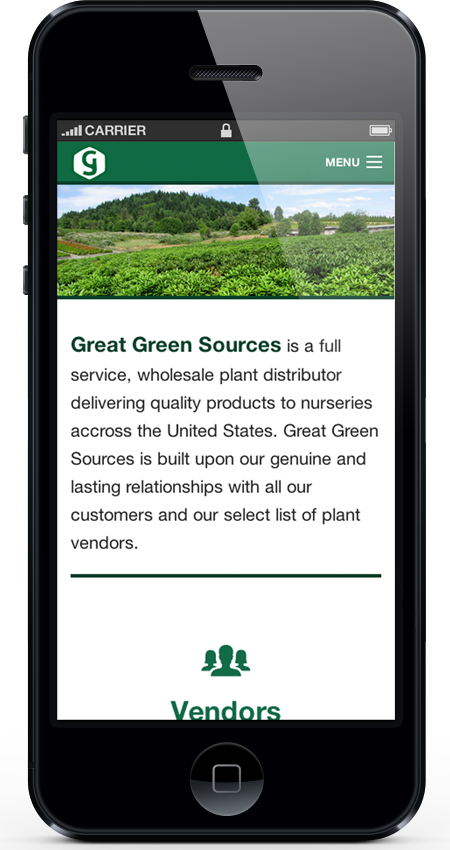 CARRIER
g
MENU
Great Green Sources is a full
service, wholesale plant distributor
delivering quality products to nurseries
accross the United States. Great Green
Sources is built upon our genuine and
lasting relationships with all our
customers and our select list of plant
vendors.
Vendors